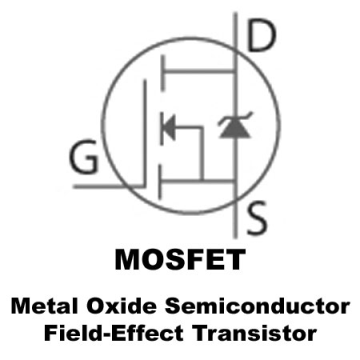 D
G
S
MOSFET
Metal Oxide Semiconductor
Field-Effect Transistor